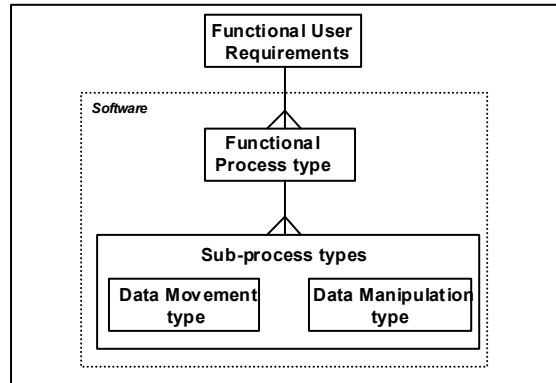 Functional User
Requirements
Software
Functional
Process type
Sub-process types
Data Movement
type
Data Manipulation
type